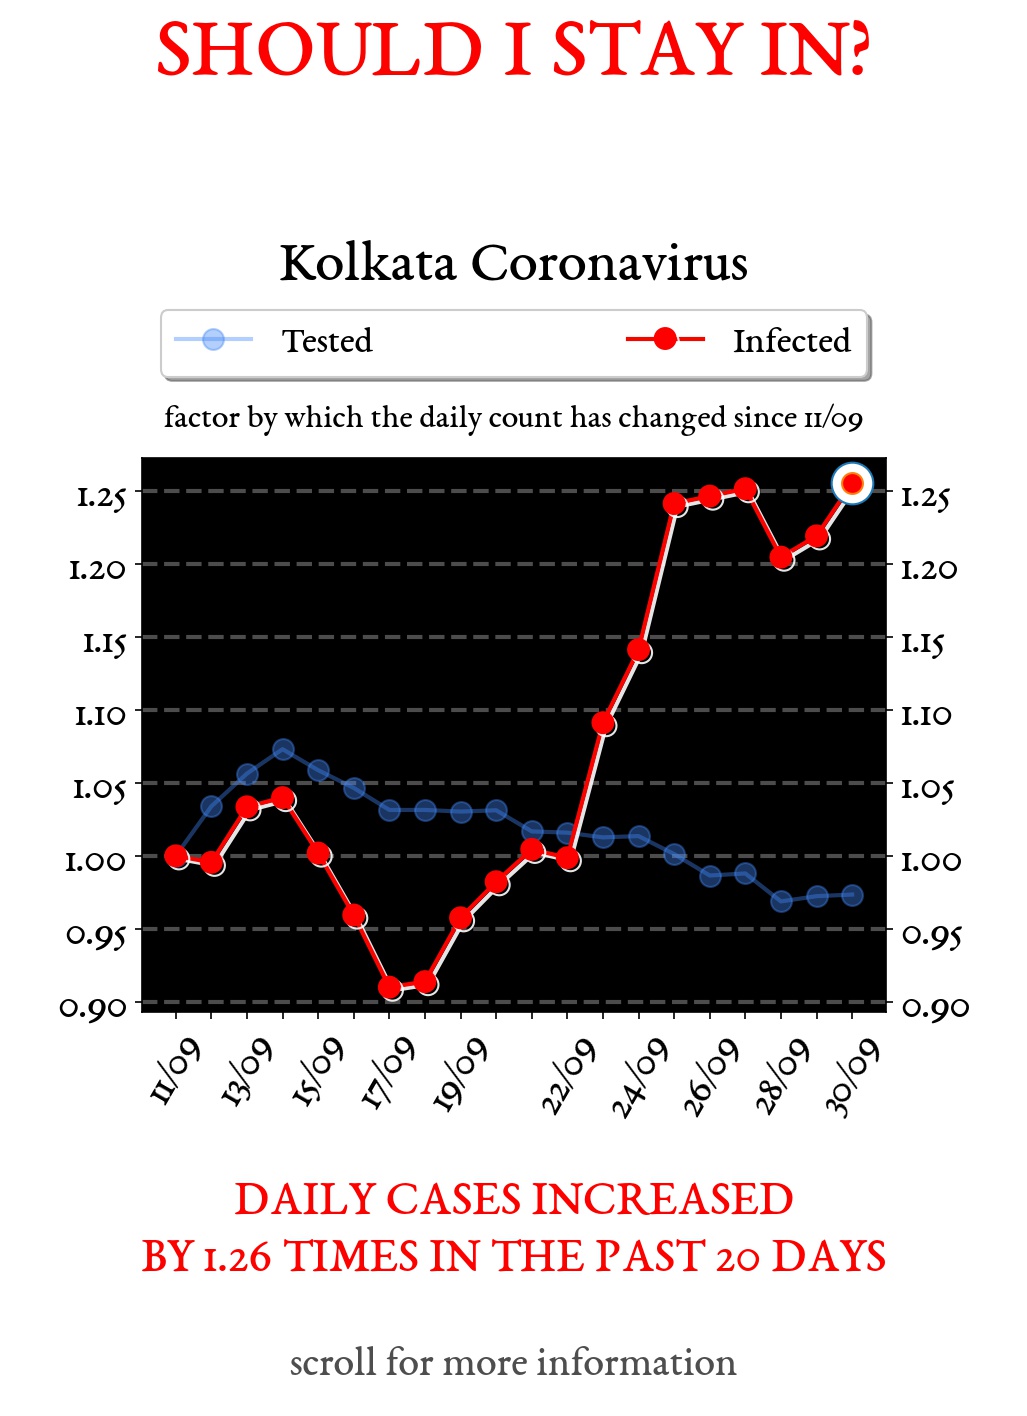 SHOULD I STAY IN?
Kolkata Coronavirus
Tested Infected
factor by which the daily count has changed since 11/09
1.25 1.25
1.20 1.20
1.15 1.15
1.10 1.10
1.05 1.05
1.00 1.00
0.95 0.95
0.90 0.90
11/09 13/09 15/09 17/09 19/09 22/09 24/09 26/09 28/09 30/09
DAILY CASES INCREASED
BY 1.26 TIMES IN THE PAST 20 DAYS
scroll for more information